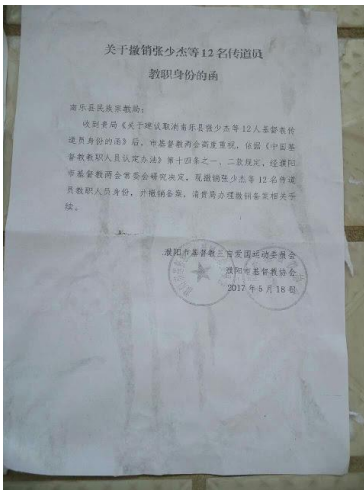 关于撤销张少杰等12名传道员
教职身份的函
南乐县民族宗教局:
收到贵局《关于建议取消南乐县张少杰等12人基督教传
道员身份的函》后,市基督教两会高度重视,依据《中国基
督教教职人员认定办法》第十四条之一、二款规定,经濮阳
市基督教两会常委会研究决定,现撤销张少杰等12名传道
员教职人员身份,并撤销备案,请贵局办理撤销备案相关手
续。
濮阳市基督教三自爱国运动委员会
濮阳市基督教协会
2017年5月18日